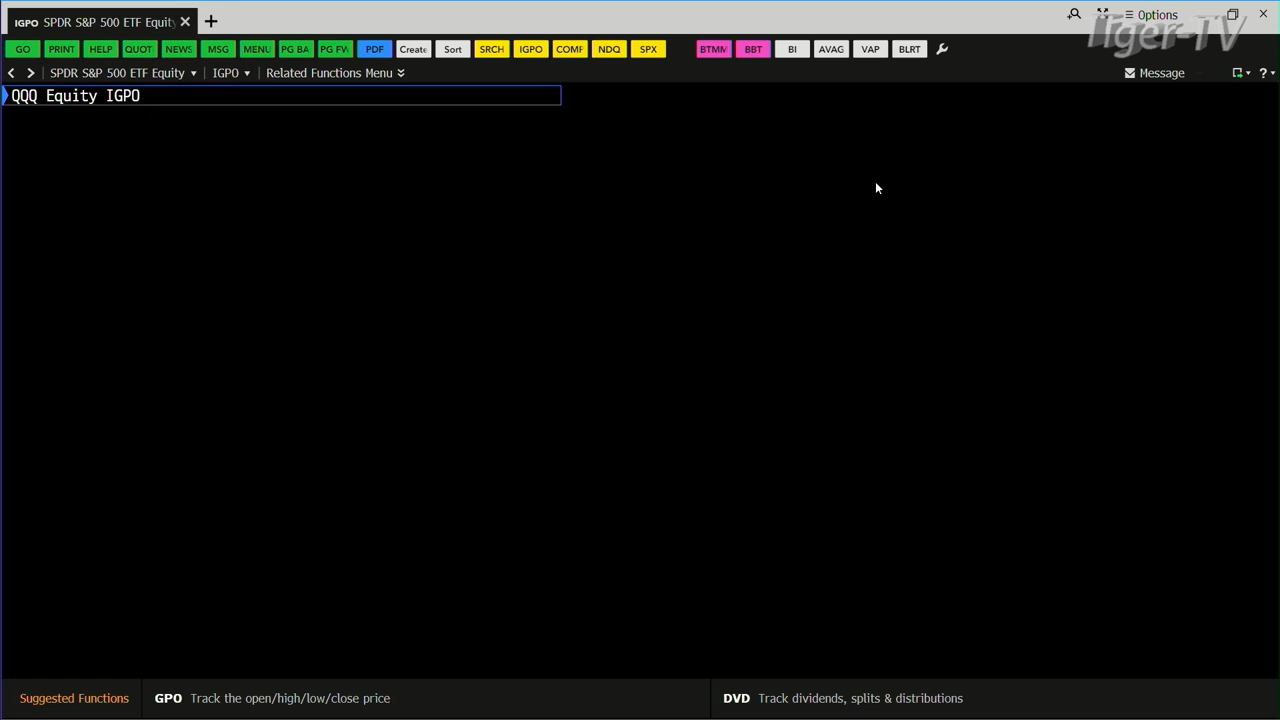 IGPO SPDR S&P 500 ETF Equity
Options
Tiger-TV
GO PRINT HELP QUOT NEWS MSG MENU PG BA PG FW PDF Create Sort SRCH IGPO COMF NDQ SPX BTMM BBT BI AVAG VAP BLRT
SPDR S&P 500 ETF Equity IGPO Related Functions Menu Message ?
QQQ Equity IGPO
Suggested Functions GPO Track the open/high/low/close price DVD Track dividends, splits & distributions